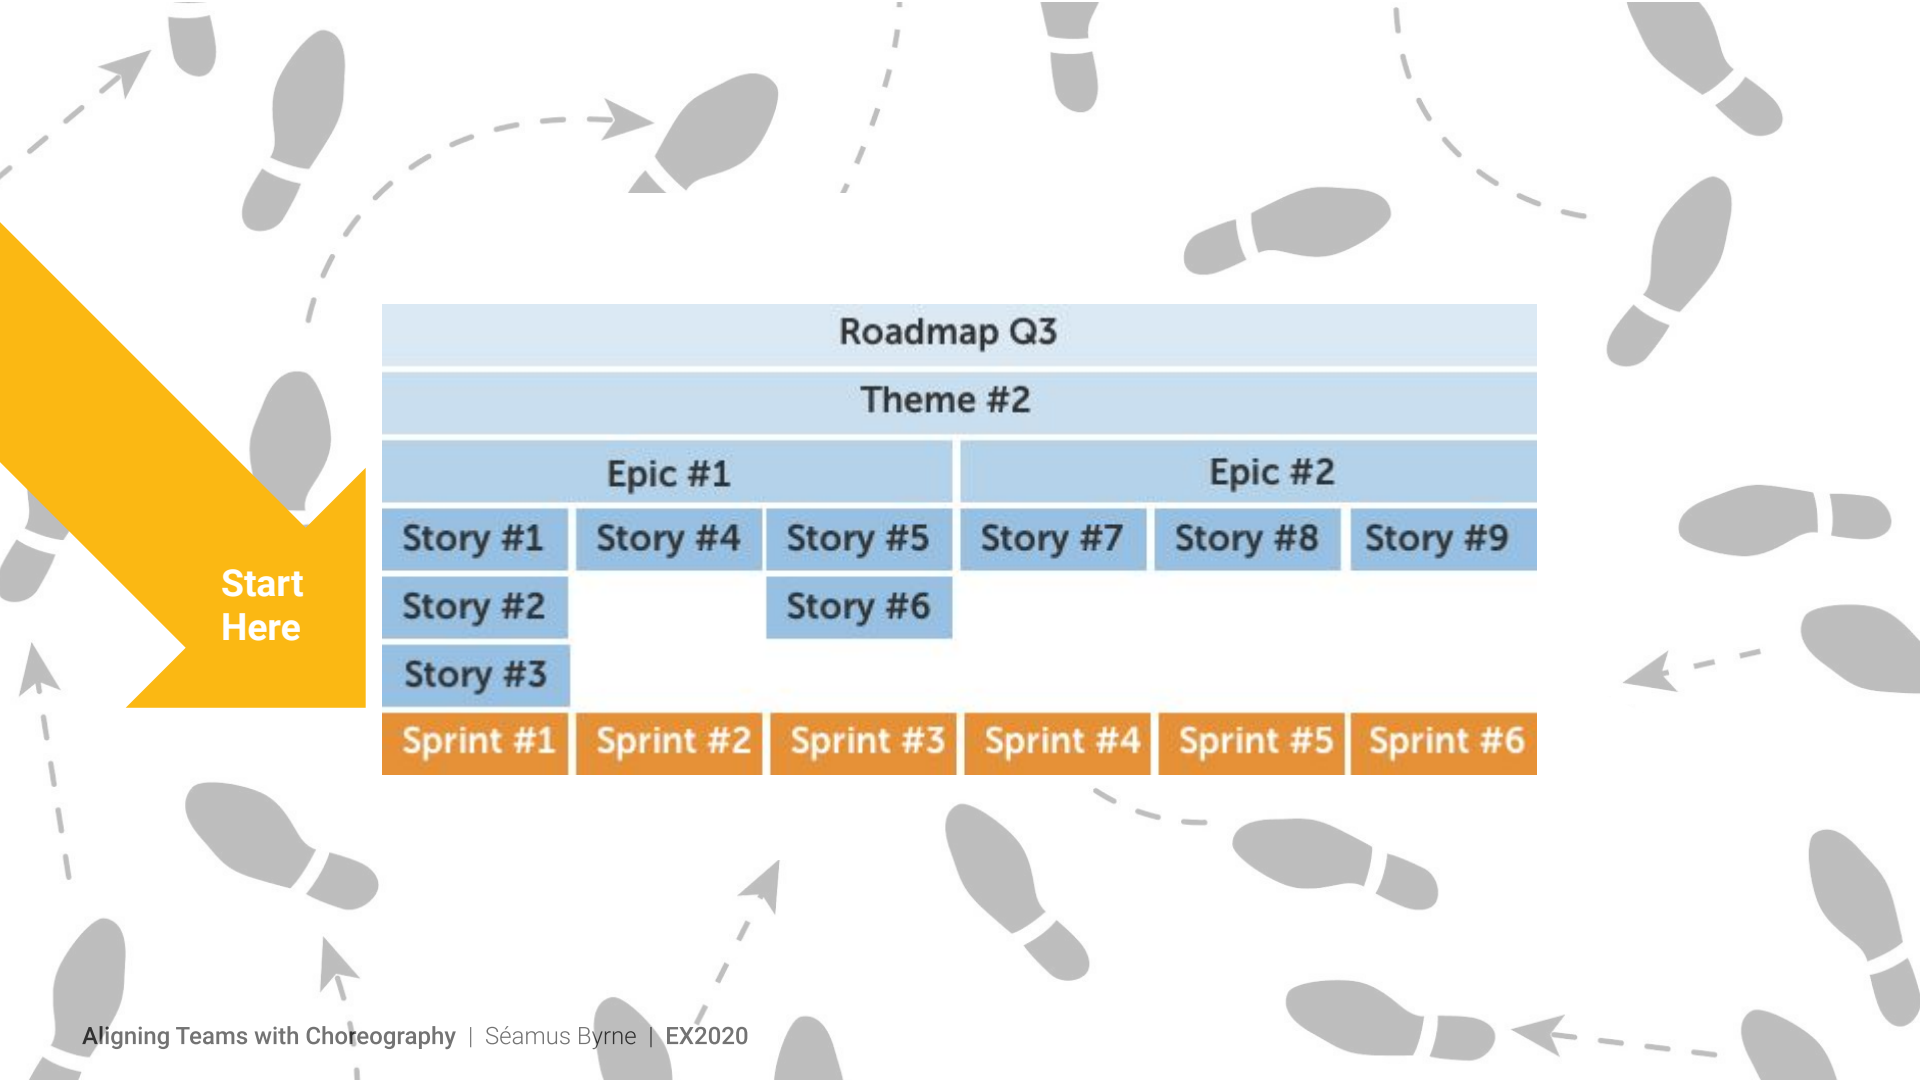 Roadmap Q3
Theme #2
Epic #1 Epic #2
Story #1 Story #4 Story #5 Story #7 Story #8 Story #9
Story #2 Story #6
Story #3
Sprint #1 Sprint #2 Sprint #3 Sprint #4 Sprint #5 Sprint #6
Start
Here
Aligning Teams with Choreography | Séamus Byrne | EX2020